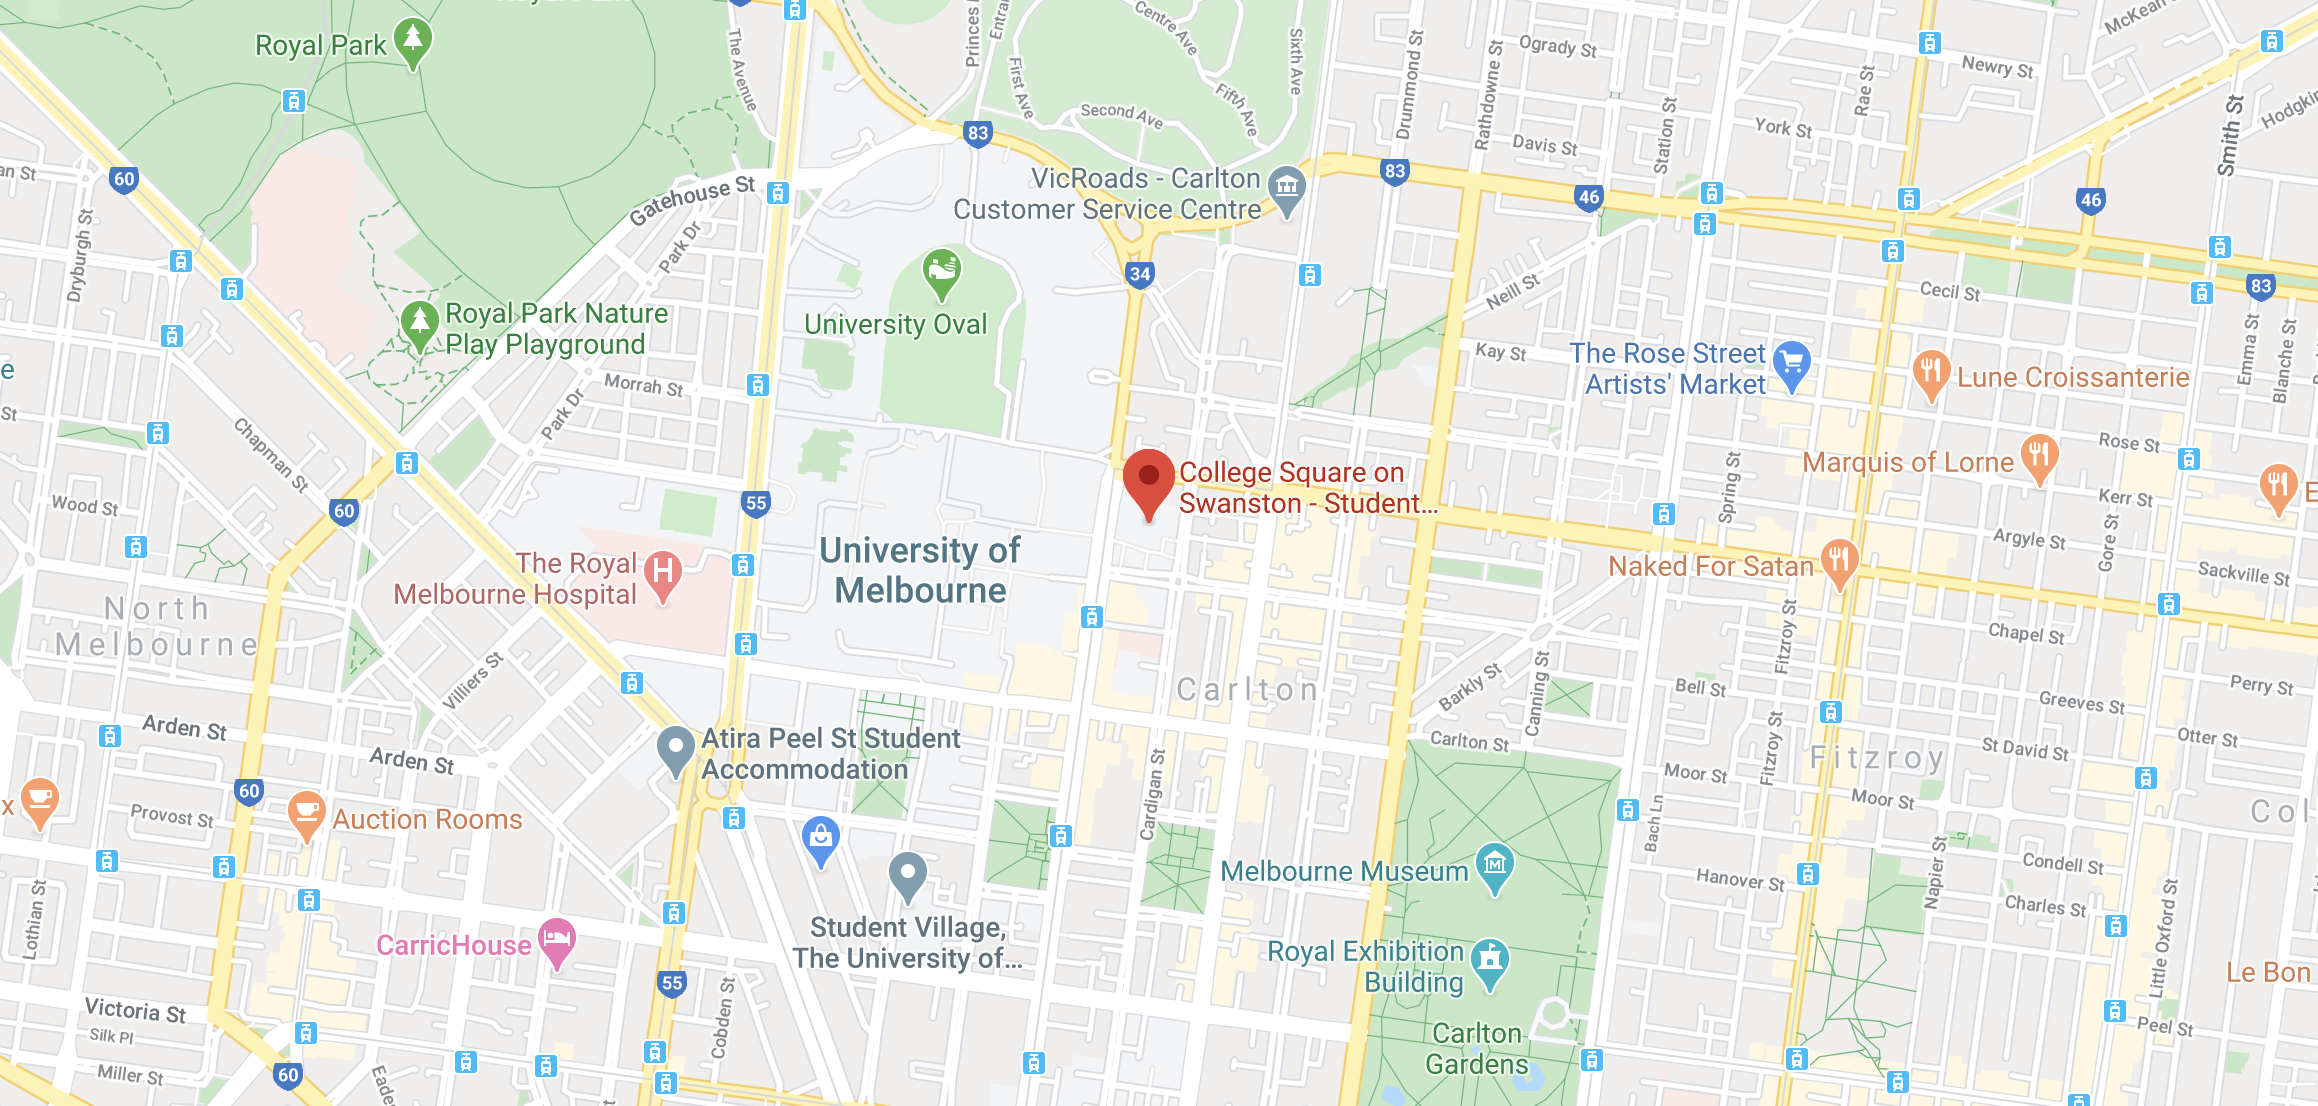 Royal Park
The Avenue
Princes
Entra
Centre Ave
Sixth Ave
First Ave
Second Ave
Fifth Ave
Drummond St
Rathdowne St
Ogrady St
Davis St
Station St
York St
Rae St
Newry St
McKean
Smith St
Hodgkin
83
83
46
46
60
an St
Dryburgh St
Gatehouse St
Park Dr
VicRoads - Carlton
Customer Service Centre
34
83
University Oval
Royal Park Nature
Play Playground
Neill St
Cecil St
Emma St
Blanche St
Kay St
The Rose Street
Artists' Market
Lune Croissanterie
e
St
Morrah St
Park Dr
Chapman St
Rose St
Marquis of Lorne
Spring St
Kerr St
E
College Square on
Swanston - Student...
Wood St
60
55
Argyle St
Gore St
Sackville St
The Royal
Melbourne Hospital
University of
Melbourne
Naked For Satan
North
Melbourne
Fitzroy St
Chapel St
Villiers St
Carlton
Barkly St
Canning St
Bell St
Perry St
Greeves St
Arden St
Arden St
Atira Peel St Student
Accommodation
Carlton St
Fitzroy St
Fitzroy
St David St
Otter St
Cardigan St
Moor St
Moor St
60
x
Auction Rooms
Provost St
Bach Ln
Col
Melbourne Museum
Hanover St
Napier St
Condell St
Charles St
Lothian St
CarricHouse
Student Village,
The University of...
Royal Exhibition
Building
Little Oxford St
Le Bon
55
Cobden St
Victoria St
Silk Pl
Carlton
Gardens
Peel St
Miller St
60
Eades